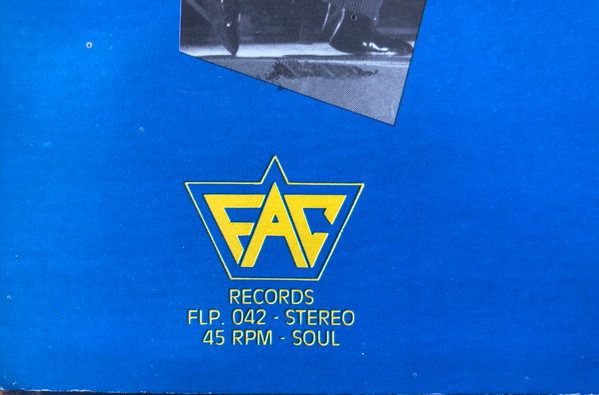 FAC
RECORDS
FLP. 042 - STEREO
45 RPM - SOUL